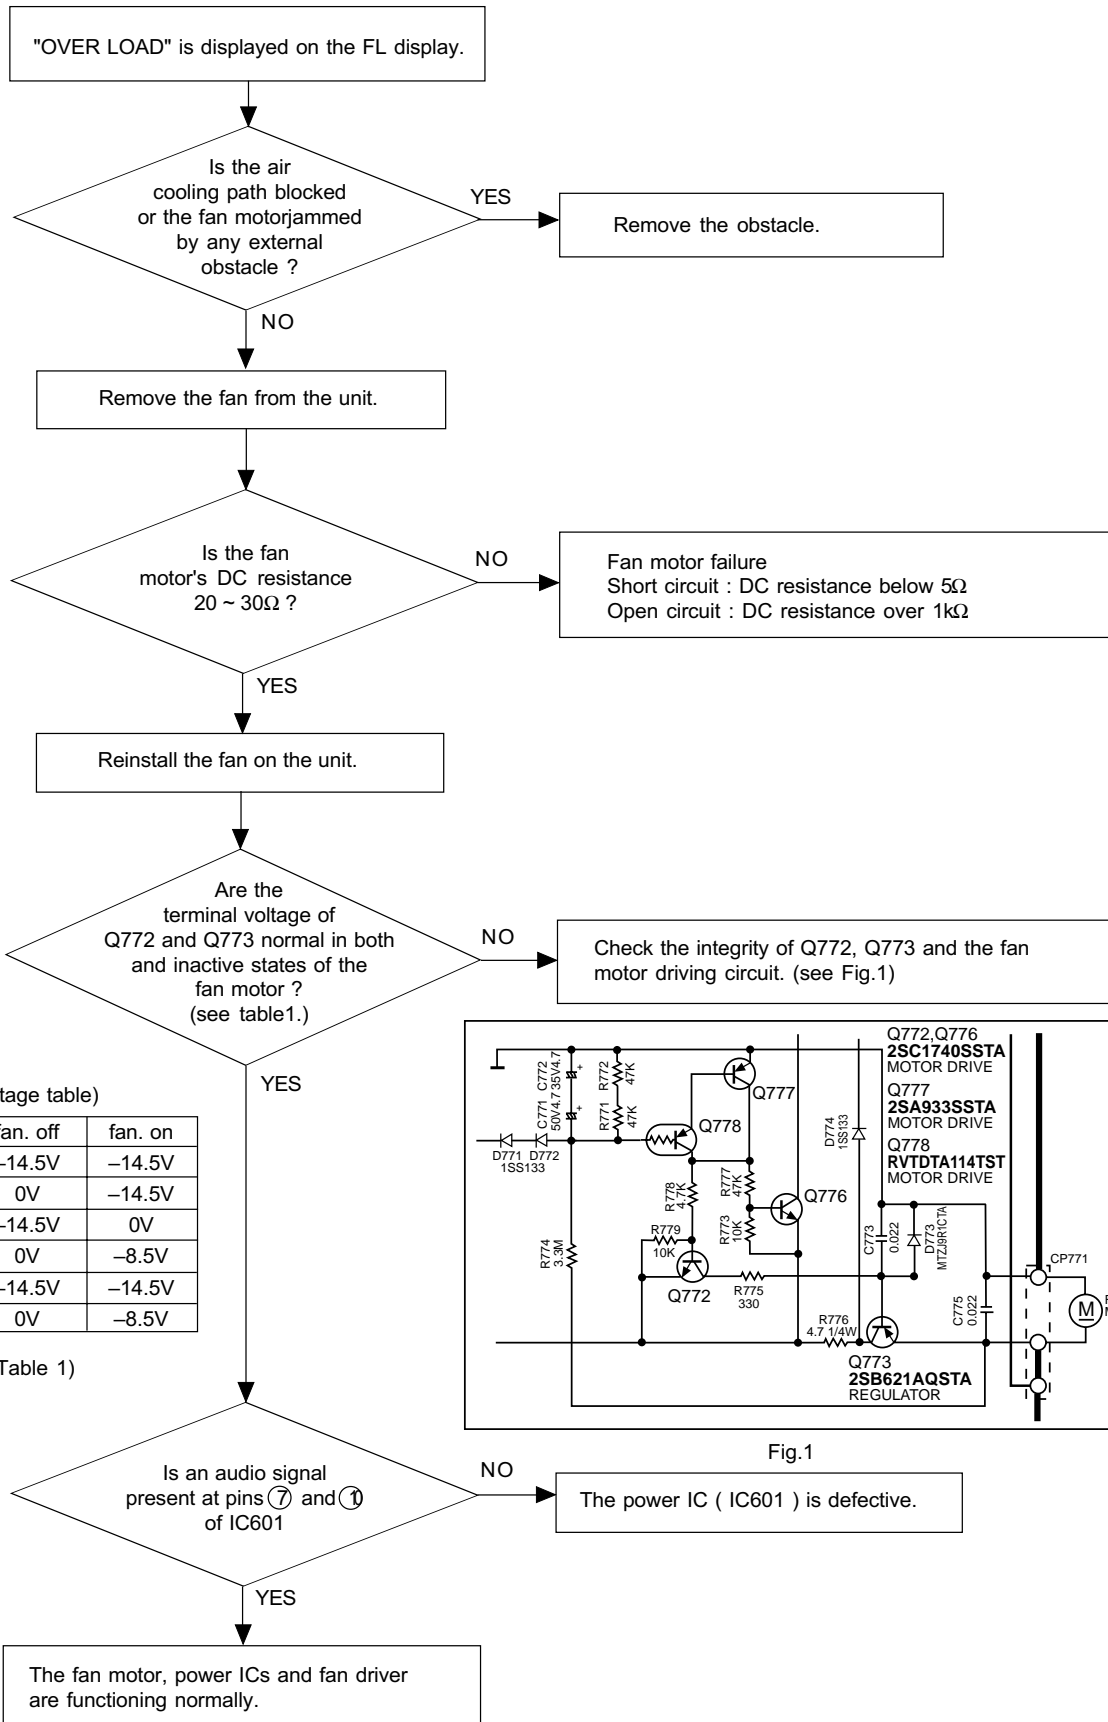 "OVER LOAD" is displayed on the FL display.
Is the air
cooling path blocked
or the fan motorjammed
by any external
obstacle ?
YES
Remove the obstacle.
NO
Remove the fan from the unit.
Is the fan
motor's DC resistance
20 ~ 30Ω ?
NO
Fan motor failure
Short circuit : DC resistance below 5Ω
Open circuit : DC resistance over 1kΩ
YES
Reinstall the fan on the unit.
Are the
terminal voltage of
Q772 and Q773 normal in both
and inactive states of the
fan motor ?
(see table1.)
NO
Check the integrity of Q772, Q773 and the fan
motor driving circuit. (see Fig.1)
YES
tage table)
fan. off fan. on
–14.5V –14.5V
0V –14.5V
–14.5V 0V
0V –8.5V
–14.5V –14.5V
0V –8.5V
Table 1)
Q772,Q776
2SC1740SSTA
MOTOR DRIVE
Q777
2SA933SSTA
MOTOR DRIVE
Q778
RVTDTA114TST
MOTOR DRIVE
C772
35V4.7
C771
50V4.7
R772
47K
R771
47K
Q777
Q778
D771 D772
1SS133
D774
1SS133
R778
4.7K
R777
47K
R773
10K
Q776
R779
10K
R774
3.3M
Q772
R775
330
C773
0.022
D773
MTZJ9R1CTA
CP771
C775
0.022
M
R776
4.7 1/4W
Q773
2SB621AQSTA
REGULATOR
Fig.1
Is an audio signal
present at pins 7 and 1
of IC601
NO
The power IC ( IC601 ) is defective.
YES
The fan motor, power ICs and fan driver
are functioning normally.